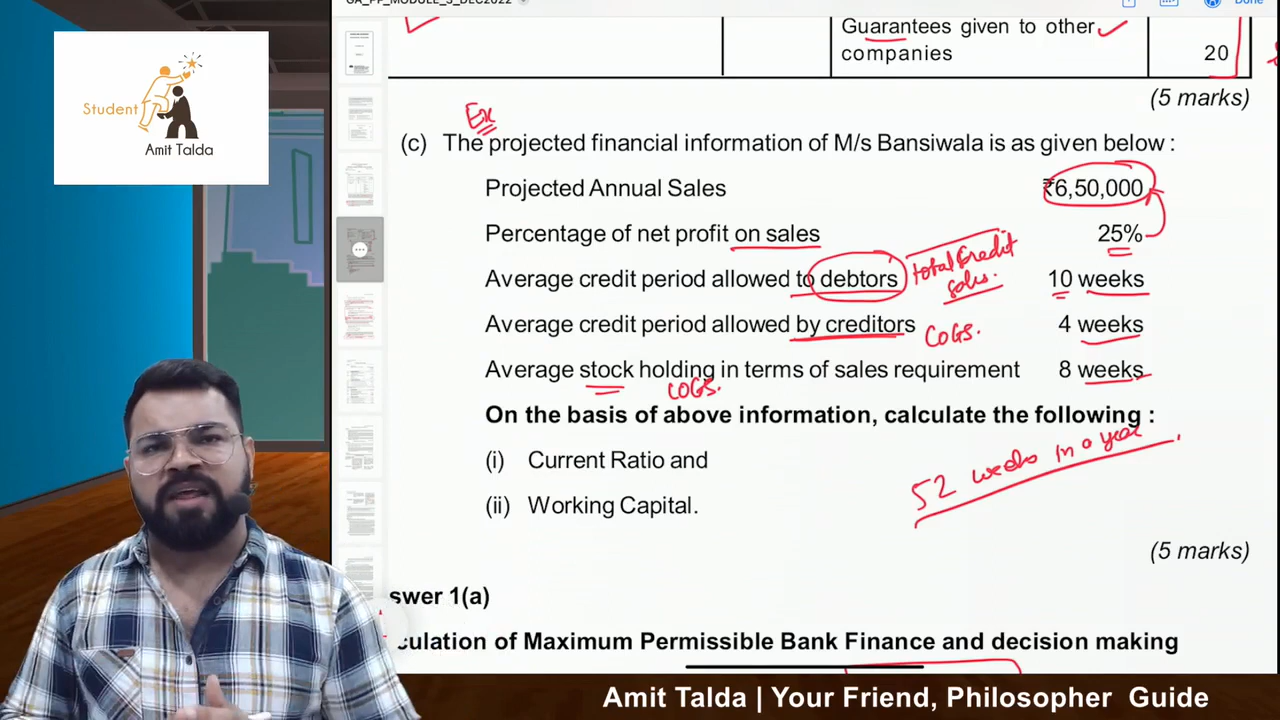 GA_PP_MODULE_3_DEC2022
Done
Guarantees given to other
companies 20
(5 marks)
Ex
(c) The projected financial information of M/s Bansiwala is as given below :
Projected Annual Sales ₹6,50,000
Percentage of net profit on sales 25%
Average credit period allowed to debtors total credit sales. 10 weeks
Average credit period allowed by creditors COGS. 4 weeks
Average stock holding in terms of sales requirement 8 weeks
COGS.
On the basis of above information, calculate the following :
(i) Current Ratio and
52 weeks in a year
(ii) Working Capital.
(5 marks)
swer 1(a)
culation of Maximum Permissible Bank Finance and decision making
Student
Amit Talda
Amit Talda | Your Friend, Philosopher Guide